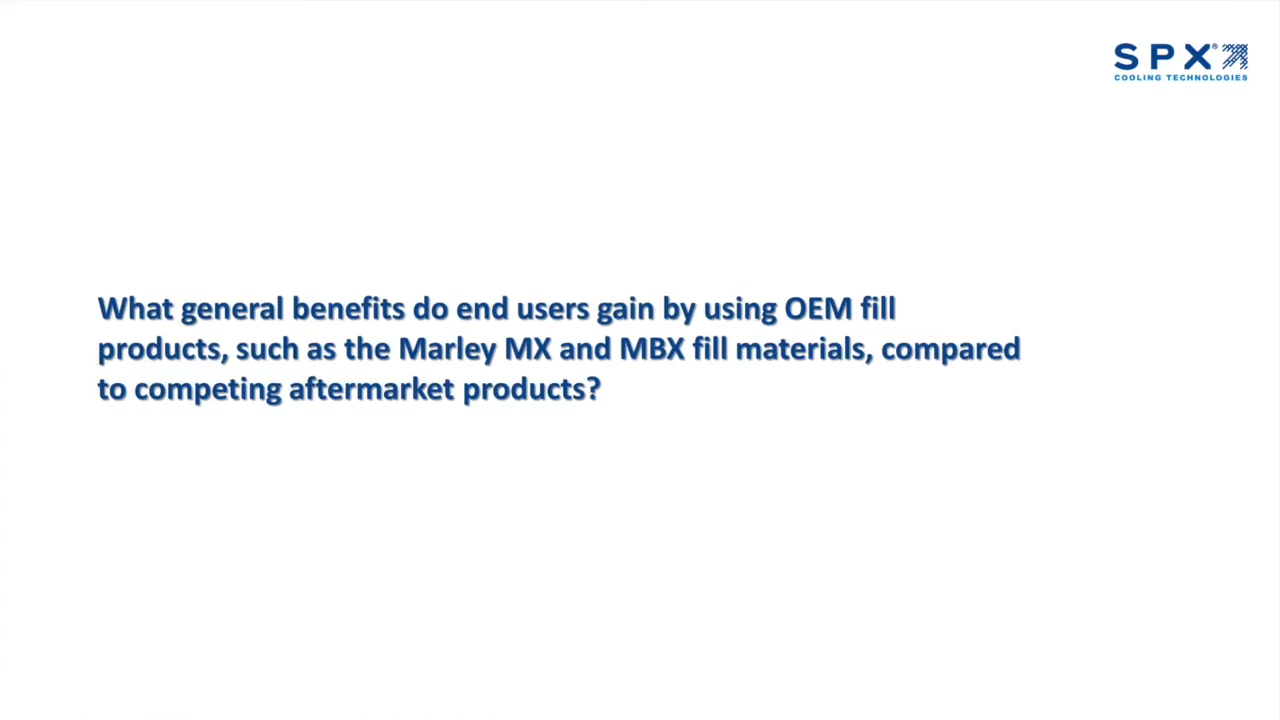 SPX®
COOLING TECHNOLOGIES
What general benefits do end users gain by using OEM fill
products, such as the Marley MX and MBX fill materials, compared
to competing aftermarket products?